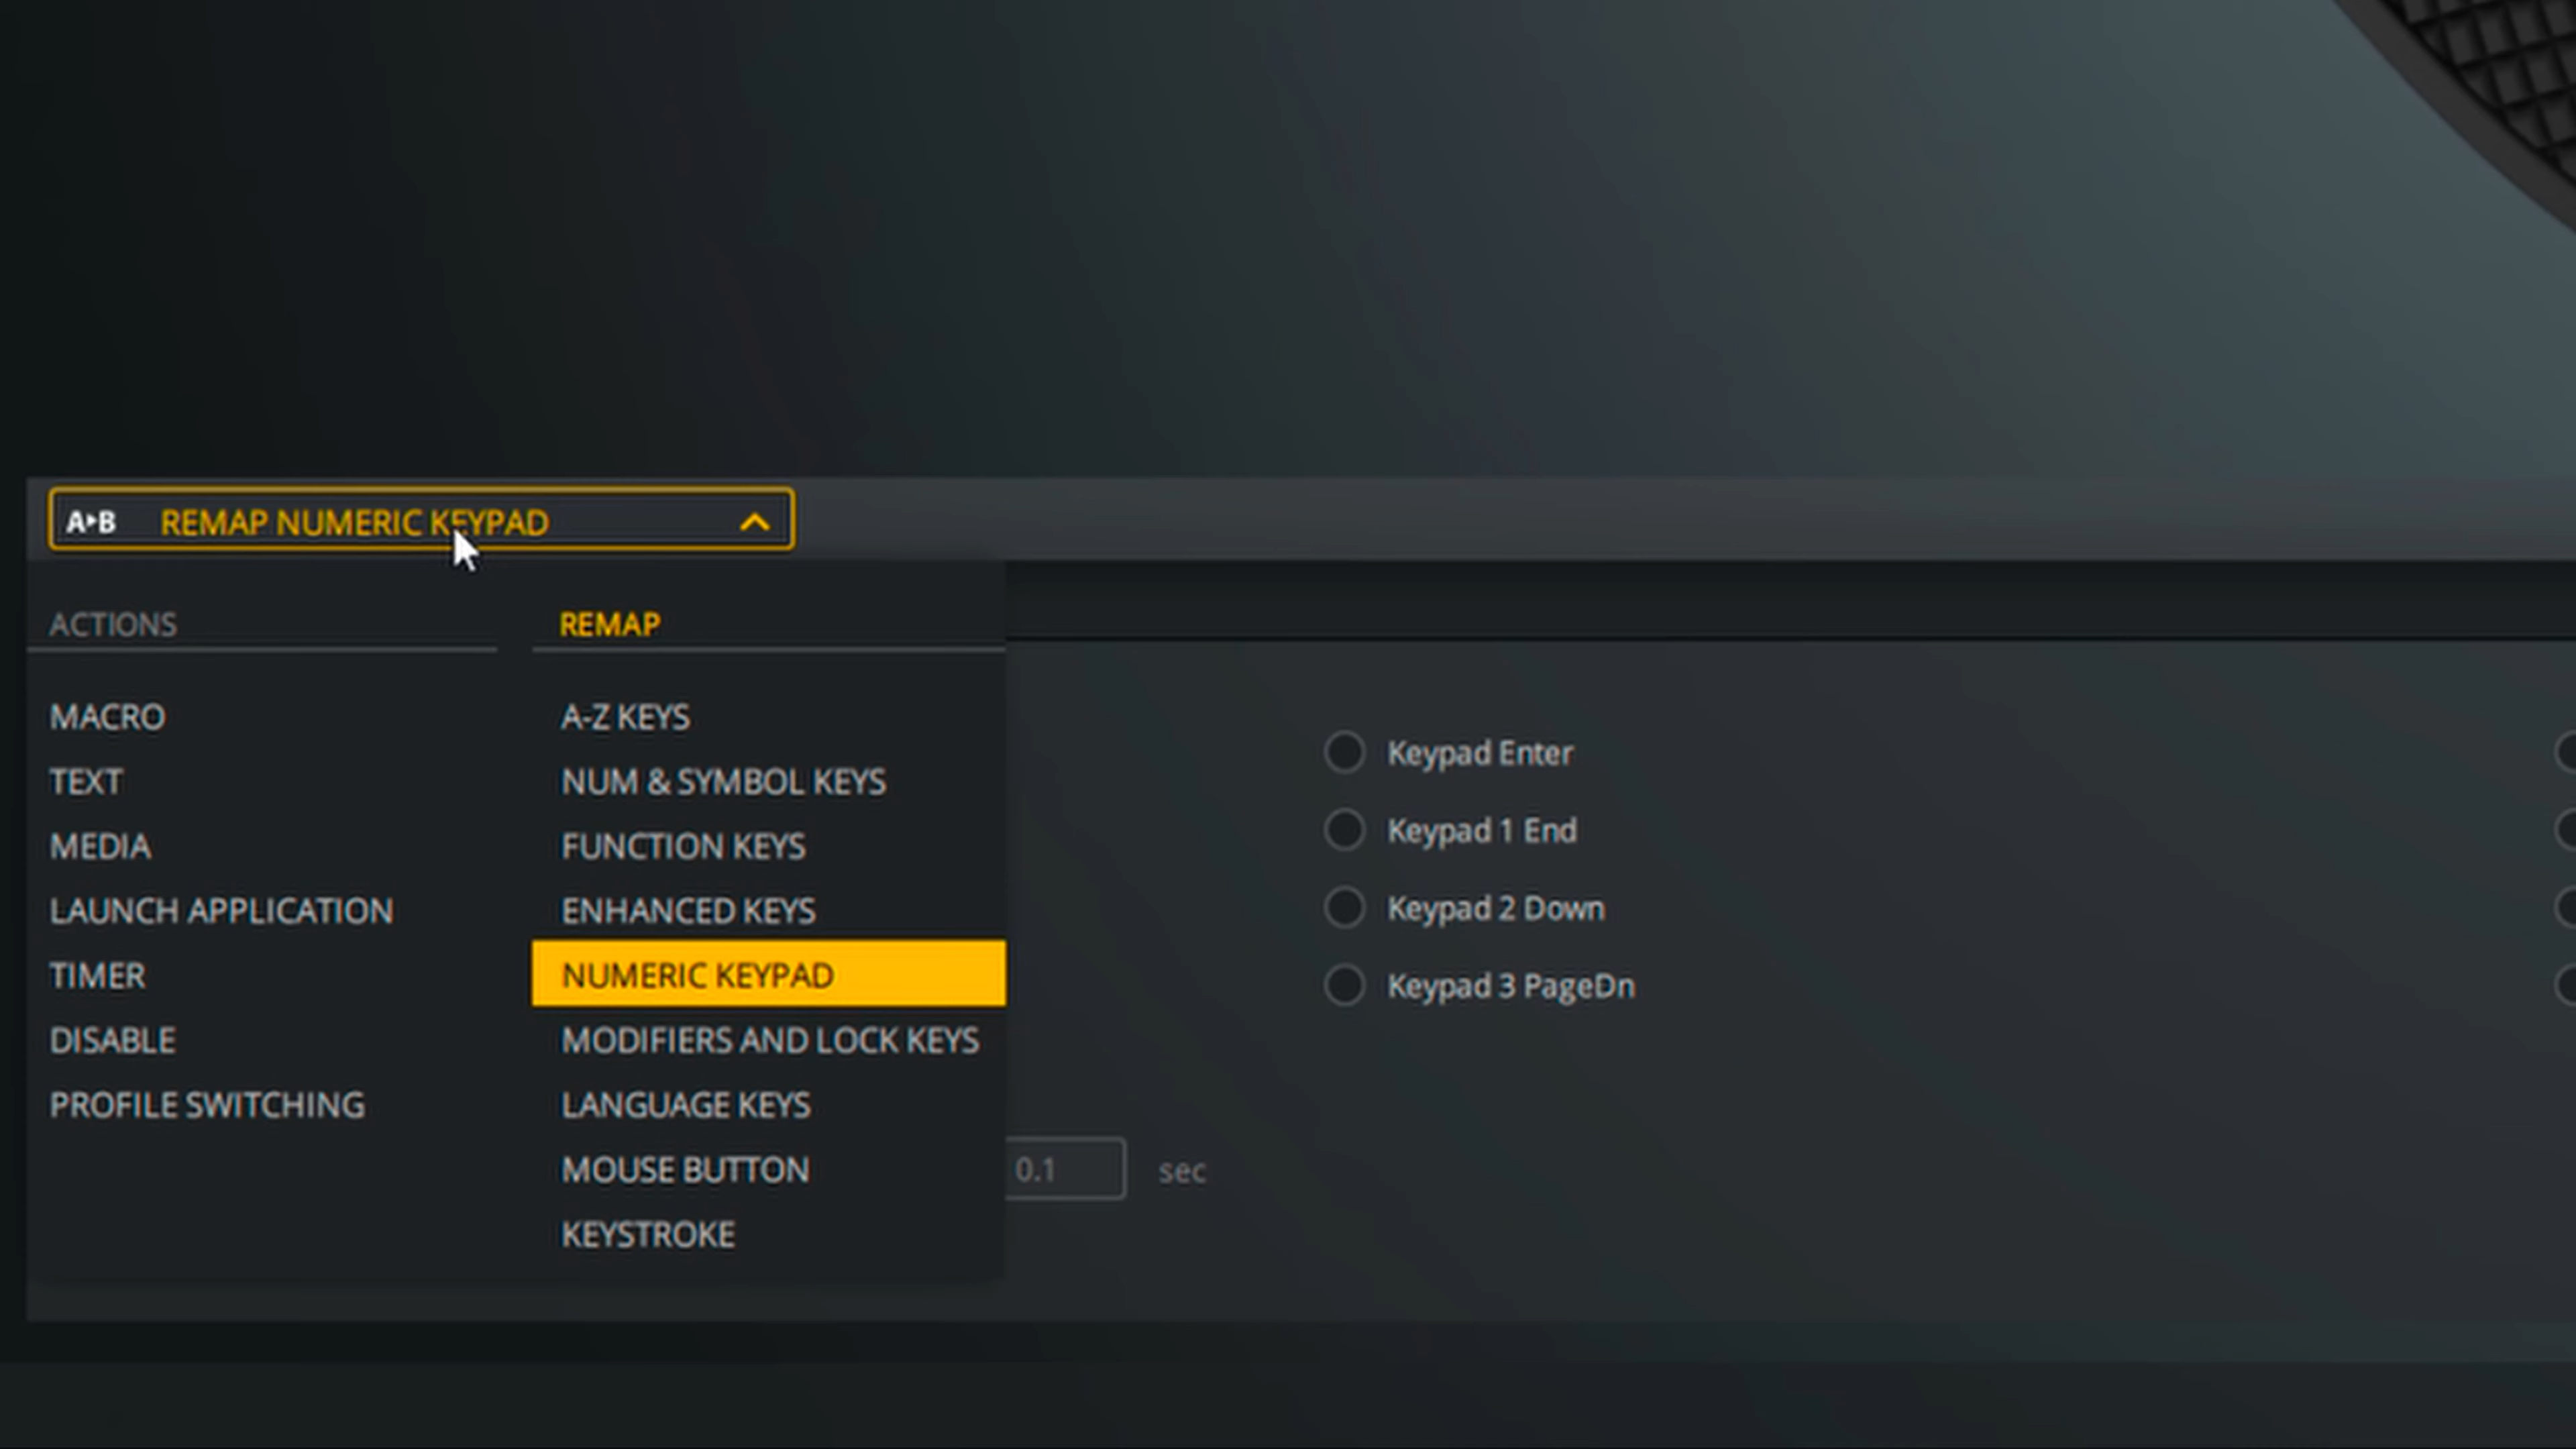 A▸B REMAP NUMERIC KEYPAD
ACTIONS
MACRO
TEXT
MEDIA
LAUNCH APPLICATION
TIMER
DISABLE
PROFILE SWITCHING
REMAP
A-Z KEYS
NUM & SYMBOL KEYS
FUNCTION KEYS
ENHANCED KEYS
NUMERIC KEYPAD
MODIFIERS AND LOCK KEYS
LANGUAGE KEYS
MOUSE BUTTON
KEYSTROKE
Keypad Enter
Keypad 1 End
Keypad 2 Down
Keypad 3 PageDn
0.1 sec